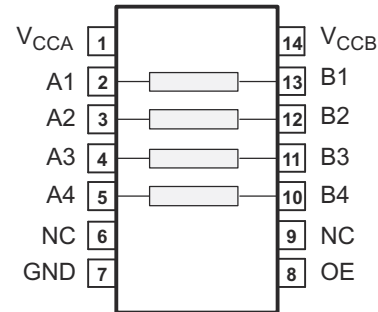 VCCA 1 14 VCCB
A1 2 13 B1
A2 3 12 B2
A3 4 11 B3
A4 5 10 B4
NC 6 9 NC
GND 7 8 OE